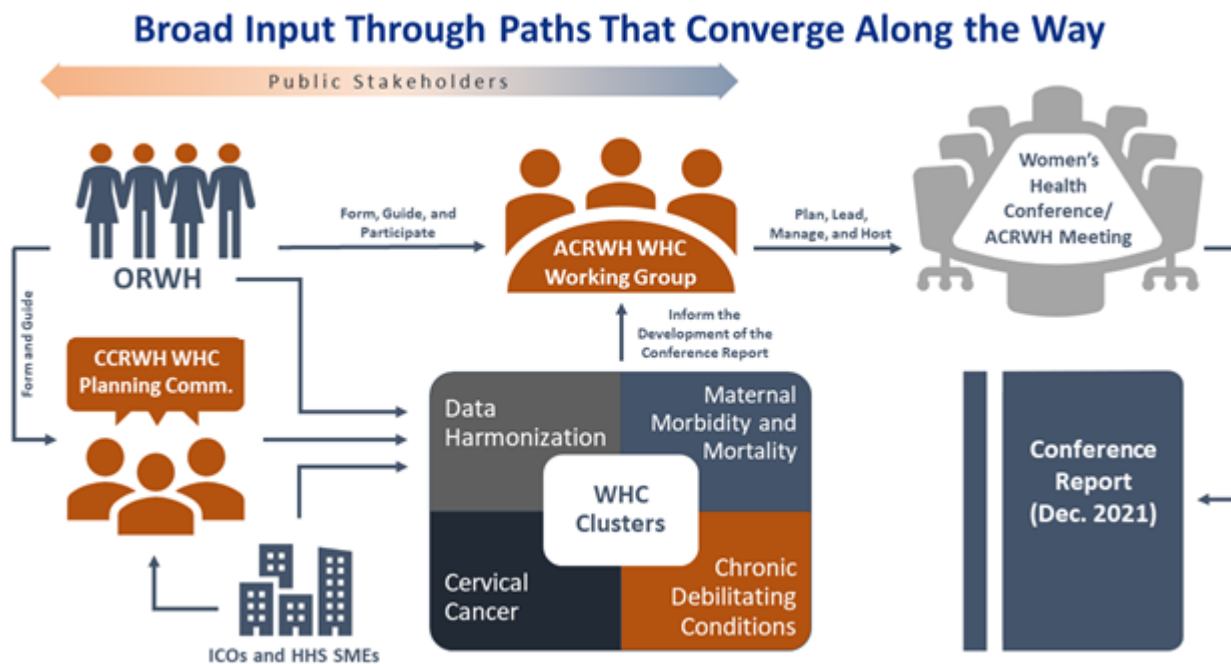 Broad Input Through Paths That Converge Along the Way
Public Stakeholders
ORWH
Form, Guide, and
Participate
ACRWH WHC
Working Group
Plan, Lead,
Manage, and Host
Women's
Health
Conference/
ACRWH Meeting
Form and Guide
CCRWH WHC
Planning Comm.
Inform the
Development of the
Conference Report
Data
Harmonization
Maternal
Morbidity and
Mortality
WHC
Clusters
Cervical
Cancer
Chronic
Debilitating
Conditions
ICOs and HHS SMEs
Conference
Report
(Dec. 2021)